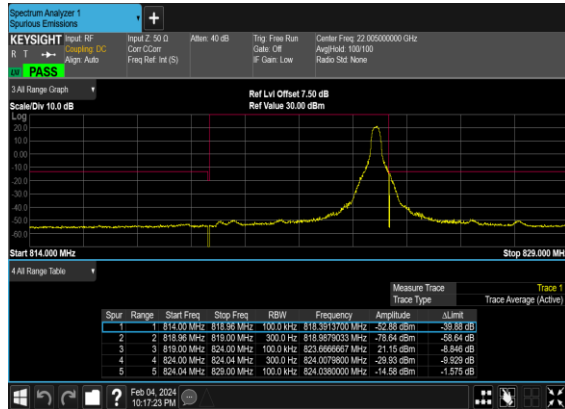 Spectrum Analyzer 1
Spurious Emissions
KEYSIGHT Input: RF Input Z: 50 Ω Atten: 40 dB Trig: Free Run Center Freq: 22.005000000 GHz
R T Coupling: DC Corr CCorr Gate: Off Avg|Hold: 100/100
Align: Auto Freq Ref: Int (S) IF Gain: Low Radio Std: None
PASS
3 All Range Graph
Ref Lvl Offset 7.50 dB
Scale/Div 10.0 dB Ref Value 30.00 dBm
Log
20.0
10.0
0.00
-10.0
-20.0
-30.0
-40.0
-50.0
-60.0
Start 814.000 MHz Stop 829.000 MH
4 All Range Table
Measure Trace Trace 1
Trace Type Trace Average (Active)
Spur Range Start Freq Stop Freq RBW Frequency Amplitude ΔLimit
1 1 814.00 MHz 818.96 MHz 100.0 kHz 818.3913700 MHz -52.88 dBm -39.88 dB
2 2 818.96 MHz 819.00 MHz 300.0 Hz 818.9879033 MHz -78.64 dBm -58.64 dB
3 3 819.00 MHz 824.00 MHz 100.0 kHz 823.6666667 MHz 21.15 dBm -8.846 dB
4 4 824.00 MHz 824.04 MHz 300.0 Hz 824.0079800 MHz -29.93 dBm -9.929 dB
5 5 824.04 MHz 829.00 MHz 100.0 kHz 824.0380000 MHz -14.58 dBm -1.575 dB
? Feb 04, 2024
10:17:23 PM